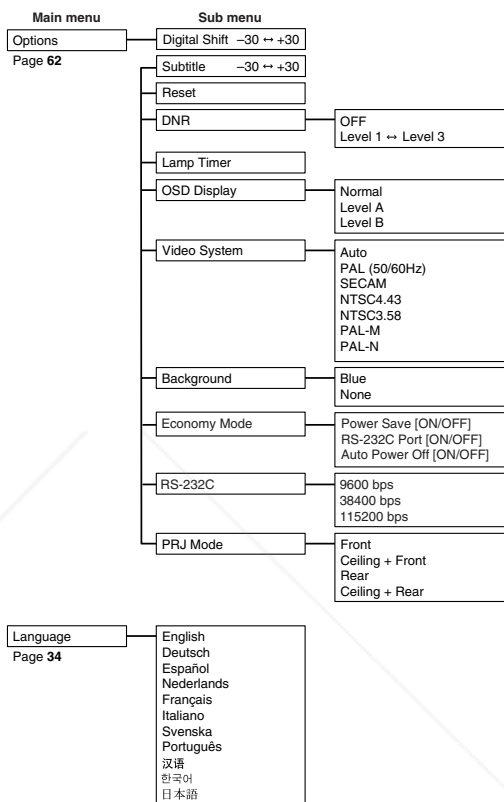 Main menu
Sub menu
Options
Page 62
Digital Shift –30 ↔ +30
Subtitle –30 ↔ +30
Reset
DNR
OFF
Level 1 ↔ Level 3
Lamp Timer
OSD Display
Normal
Level A
Level B
Video System
Auto
PAL (50/60Hz)
SECAM
NTSC4.43
NTSC3.58
PAL-M
PAL-N
Background
Blue
None
Economy Mode
Power Save [ON/OFF]
RS-232C Port [ON/OFF]
Auto Power Off [ON/OFF]
RS-232C
9600 bps
38400 bps
115200 bps
PRJ Mode
Front
Ceiling + Front
Rear
Ceiling + Rear
Language
Page 34
English
Deutsch
Español
Nederlands
Français
Italiano
Svenska
Português
汉语
한국어
日本語